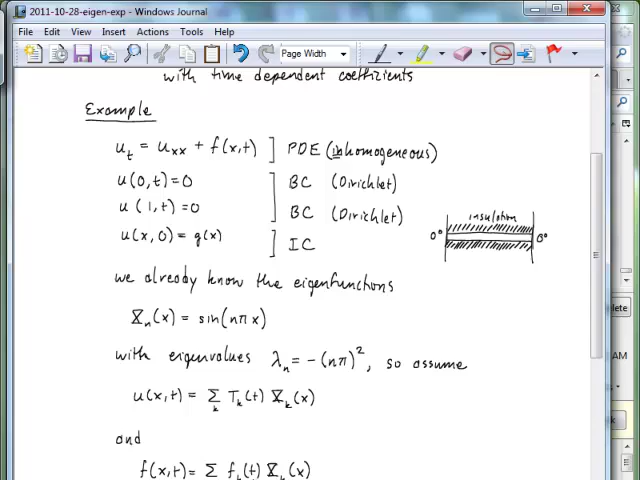 2011-10-28-eigen-exp - Windows Journal
File Edit View Insert Actions Tools Help
Page Width
with time dependent coefficients
Example
u_t = u_xx + f(x,t) ] PDE (inhomogeneous)
u(0,t)=0 BC (Dirichlet)
u(1,t)=0 BC (Dirichlet)
u(x,0) = g(x) ] IC
insulation
0° 0°
we already know the eigenfunctions
X_n(x) = sin(nπx)
with eigenvalues λ_n = -(nπ)^2, so assume
u(x,t) = Σ_k T_k(t) X_k(x)
and
f(x,t) = Σ f_k(t) X_k(x)
elete